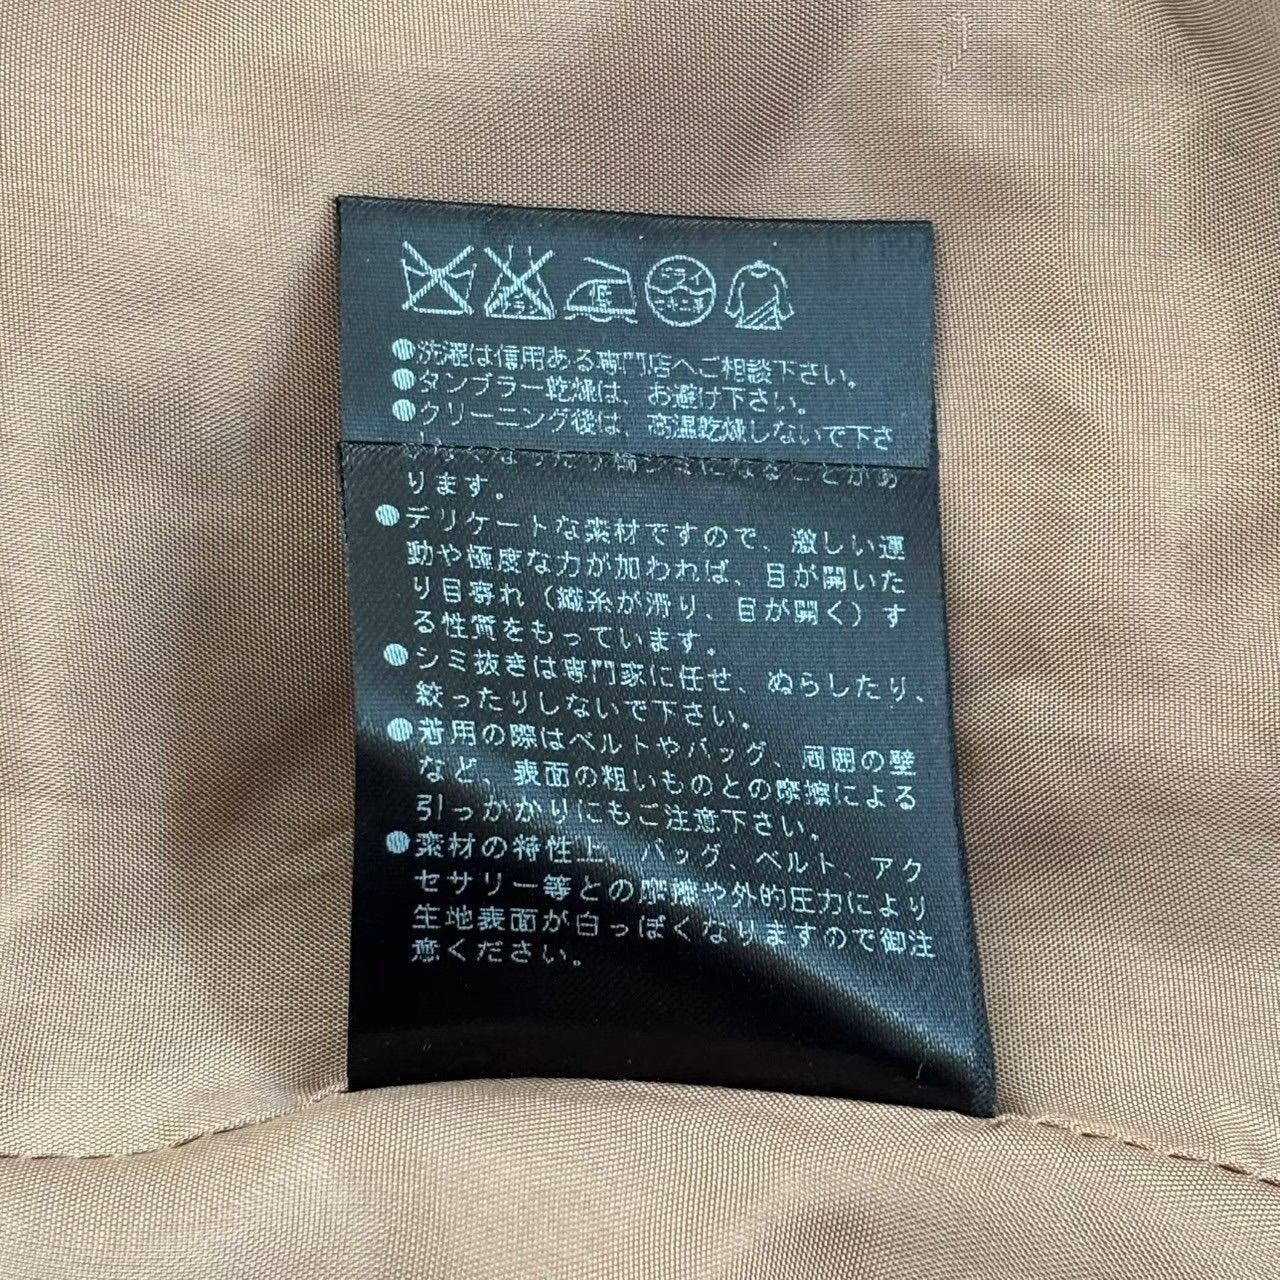 ドライ
低
●洗濯は信用ある専門店へご相談下さい。
●タンブラー乾燥は、お避け下さい。
●クリーニング後は、高温乾燥しないで下さ
になることがあ
ります。
●デリケートな素材ですので、激しい運
動や極度な力が加われば、目が開いた
り目寄れ（織糸が滑り、目が開く）す
る性質をもっています。
●シミ抜きは専門家に任せ、ぬらしたり、
絞ったりしないで下さい。
●着用の際はベルトやバッグ、周囲の壁
など、表面の粗いものとの摩擦による
引っかかりにもご注意下さい。
●素材の特性上、バッグ、ベルト、アク
セサリー等との摩擦や外的圧力により
生地表面が白っぽくなりますので御注
意ください。